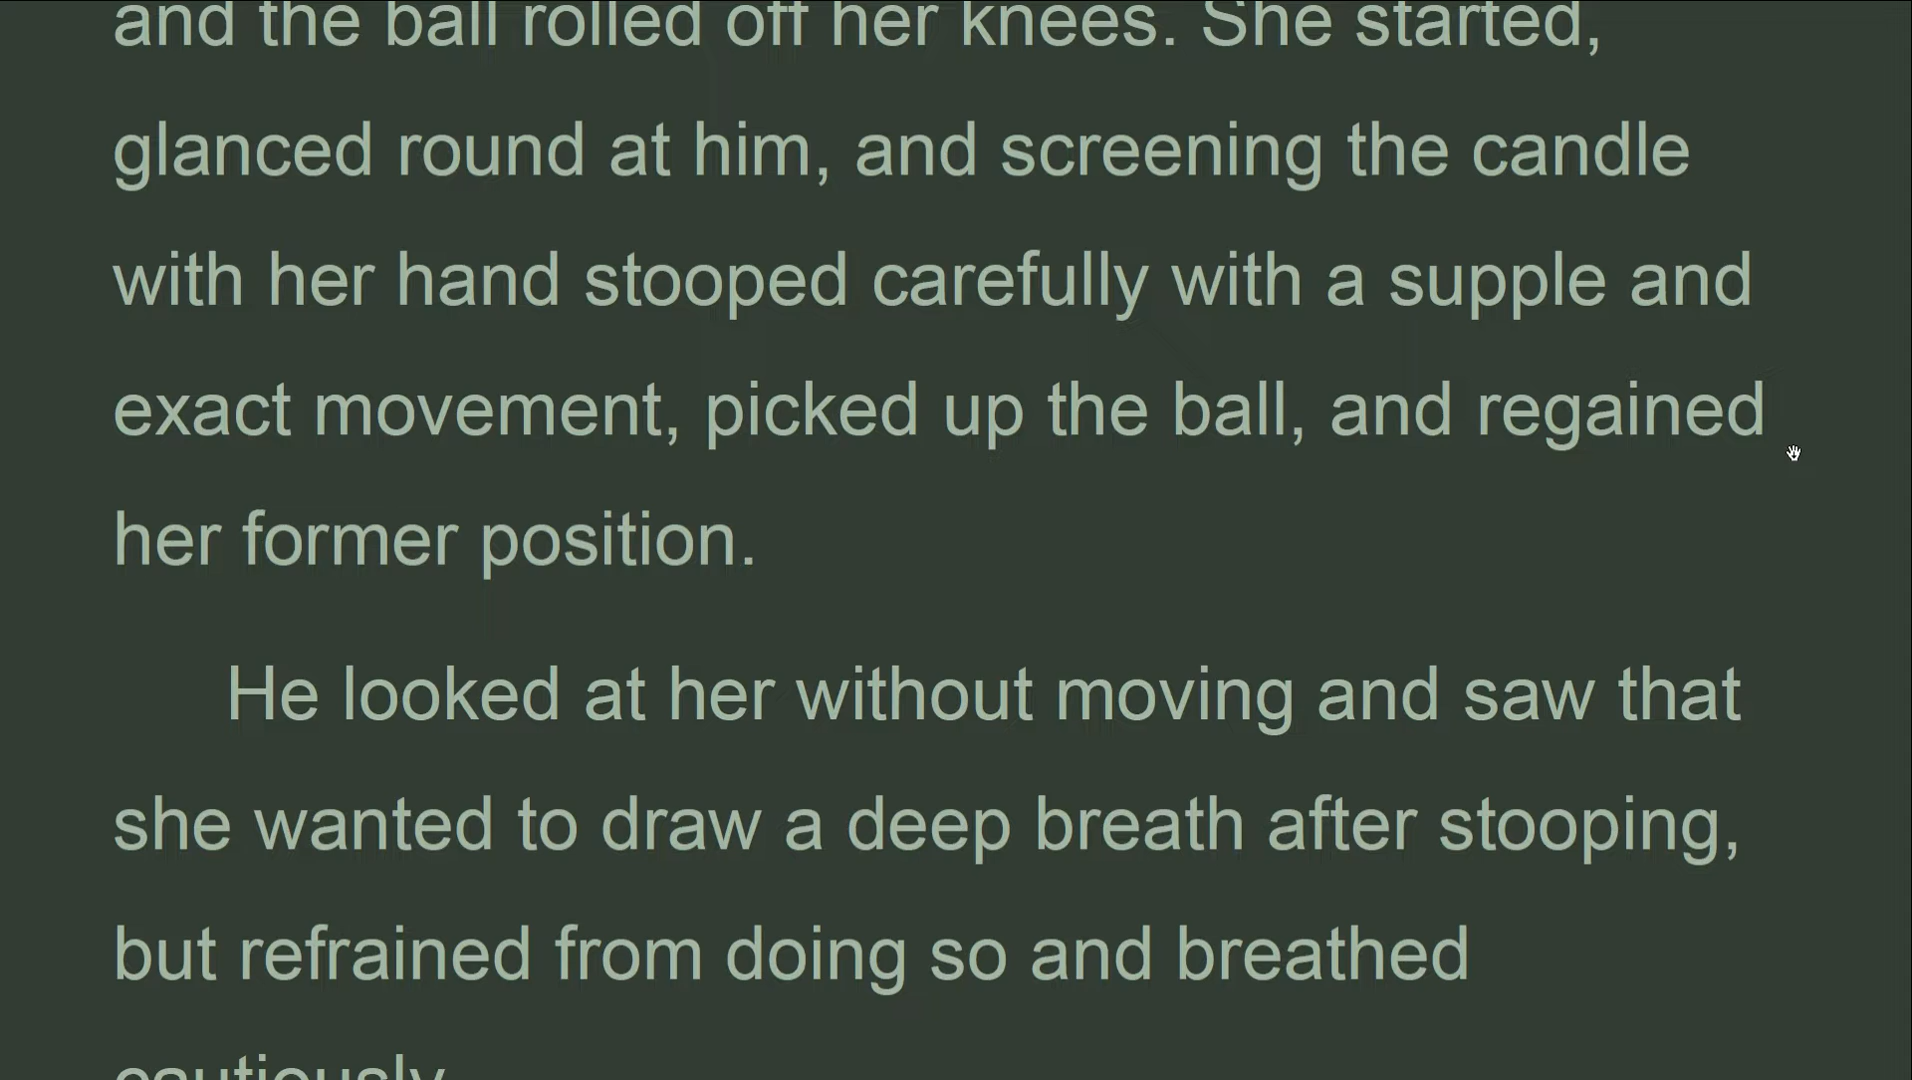 and the ball rolled off her knees. She started,
glanced round at him, and screening the candle
with her hand stooped carefully with a supple and
exact movement, picked up the ball, and regained
her former position.
He looked at her without moving and saw that
she wanted to draw a deep breath after stooping,
but refrained from doing so and breathed
cautiously